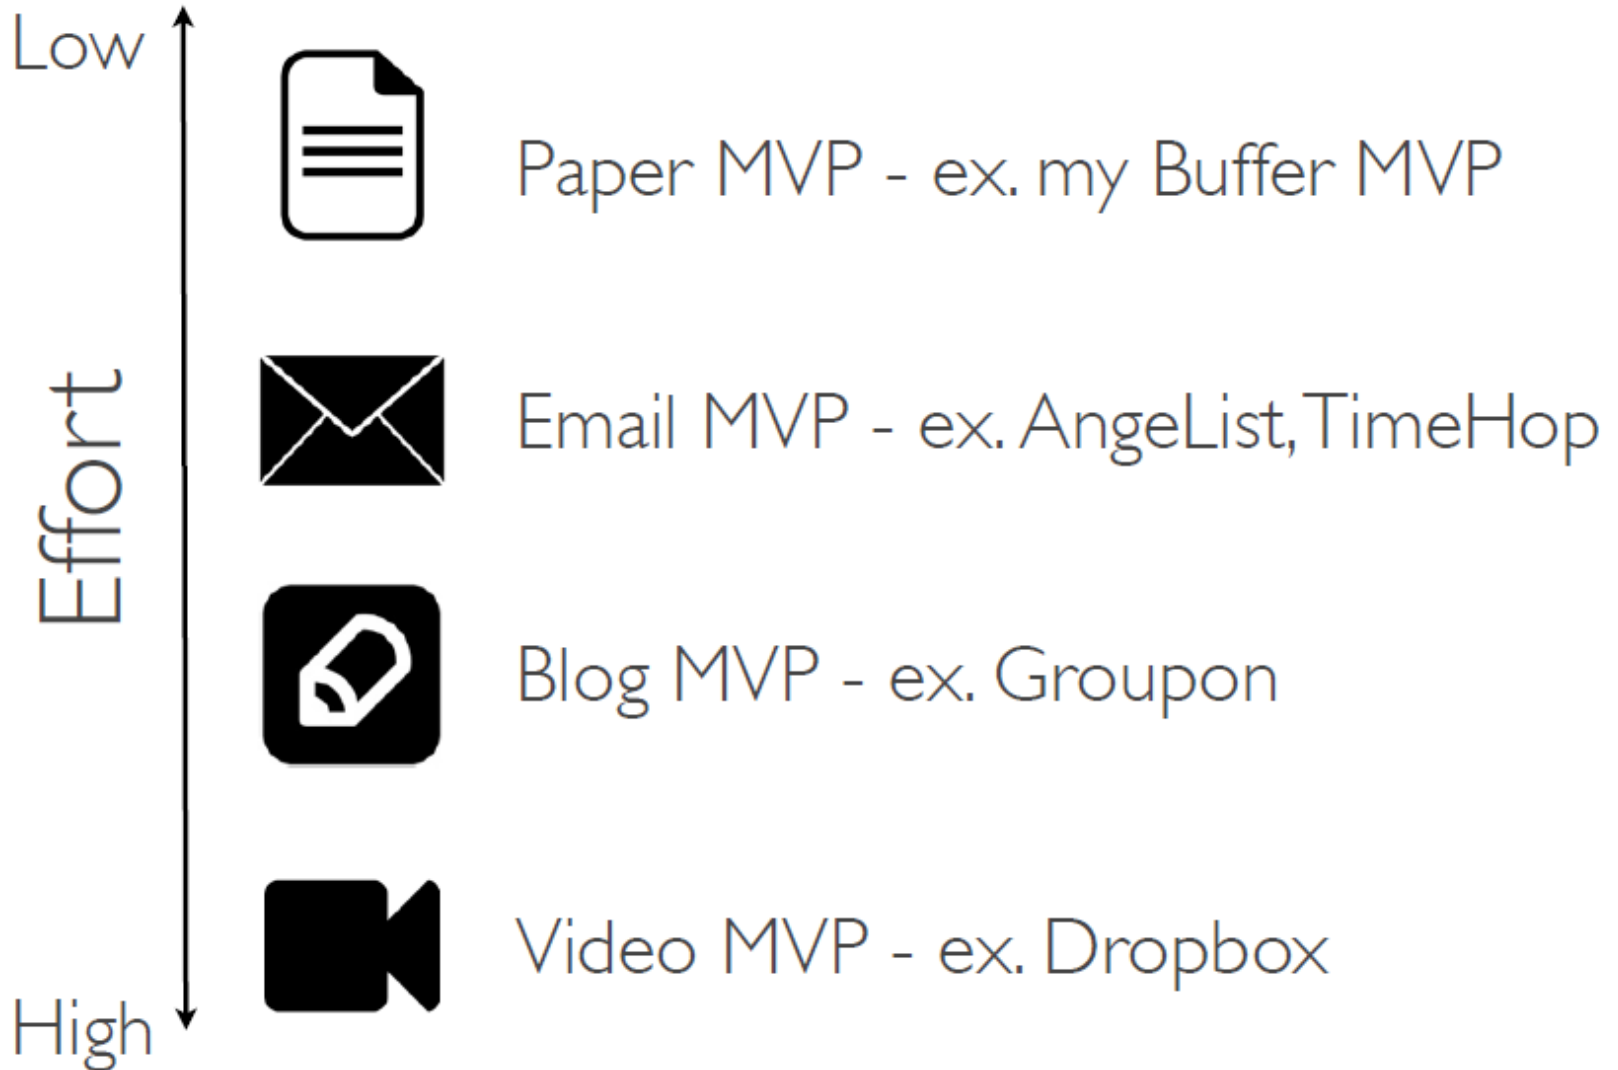 Low
Paper MVP - ex. my Buffer MVP
Email MVP - ex. AngeList, TimeHop
Effort
Blog MVP - ex. Groupon
Video MVP - ex. Dropbox
High